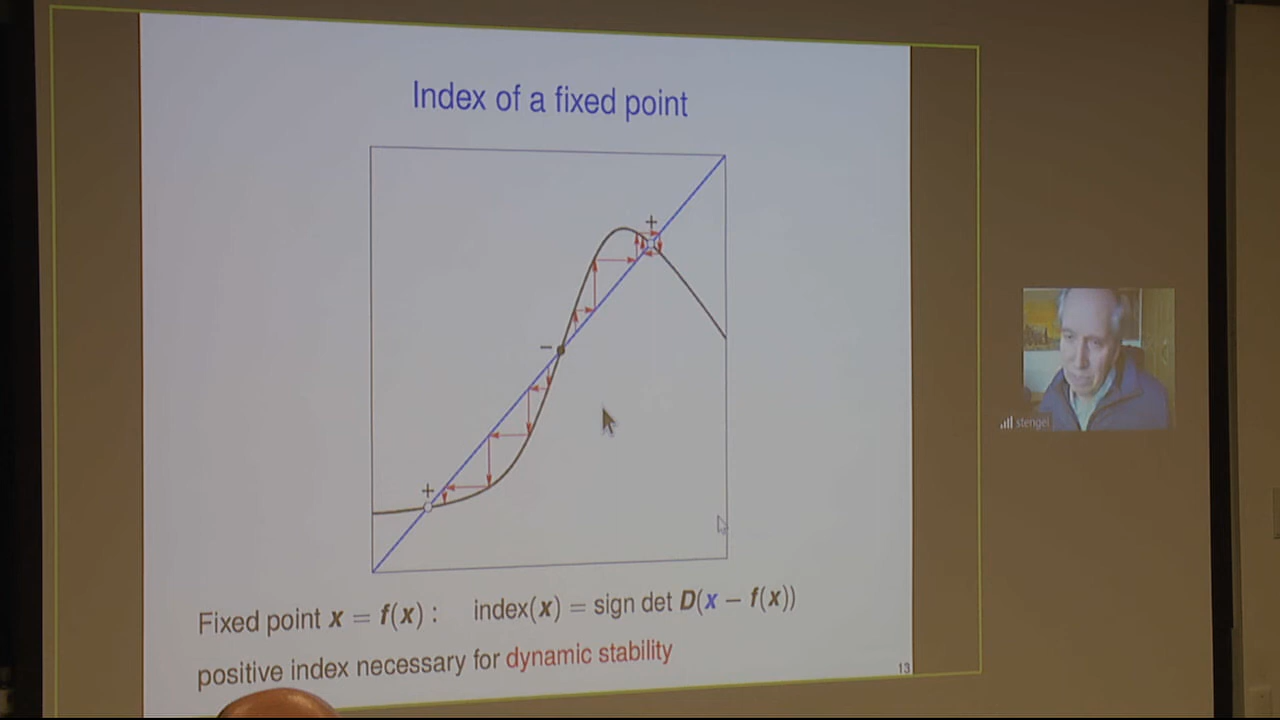 Index of a fixed point
+
−
+
stengel
Fixed point x = f(x) : index(x) = sign det D(x − f(x))
positive index necessary for dynamic stability
13